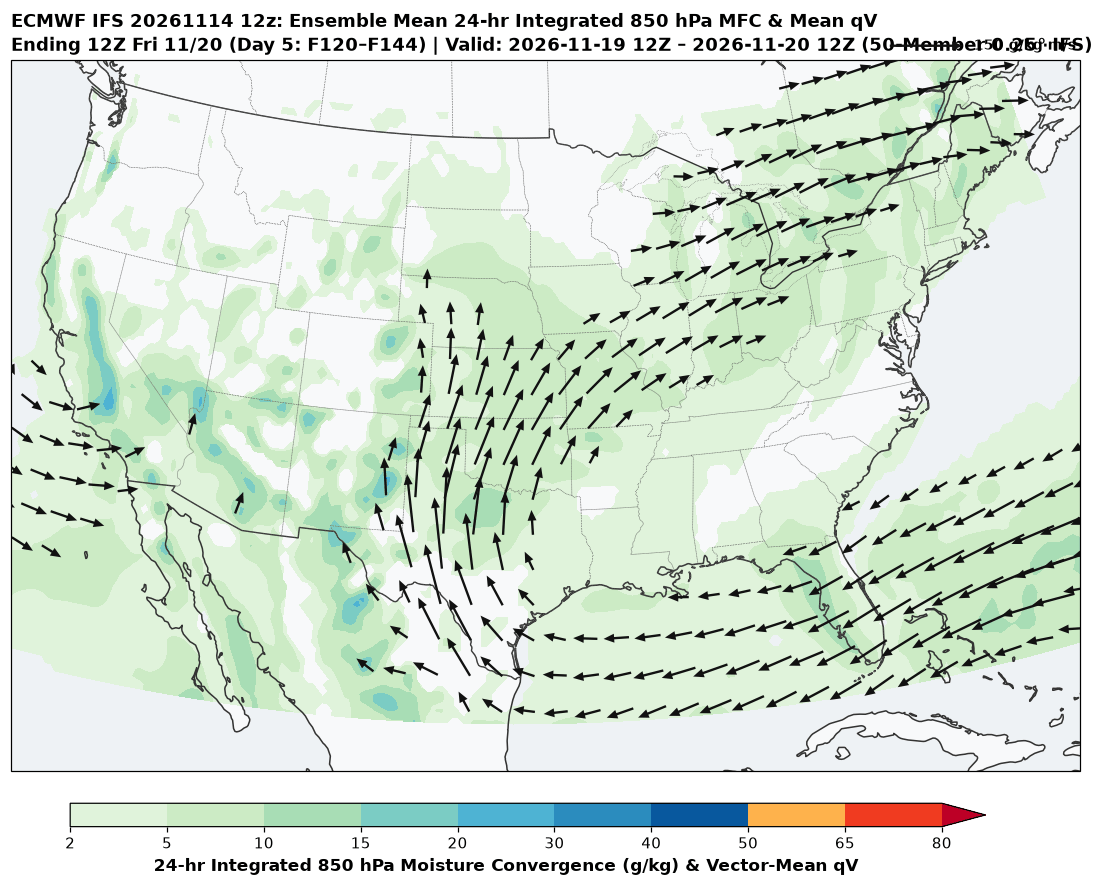 ECMWF IFS 20261114 12z: Ensemble Mean 24-hr Integrated 850 hPa MFC & Mean qV
Ending 12Z Fri 11/20 (Day 5: F120–F144) | Valid: 2026-11-19 12Z – 2026-11-20 12Z (50-Member 0.25° IFS)
2 5 10 15 20 30 40 50 65 80
24-hr Integrated 850 hPa Moisture Convergence (g/kg) & Vector-Mean qV